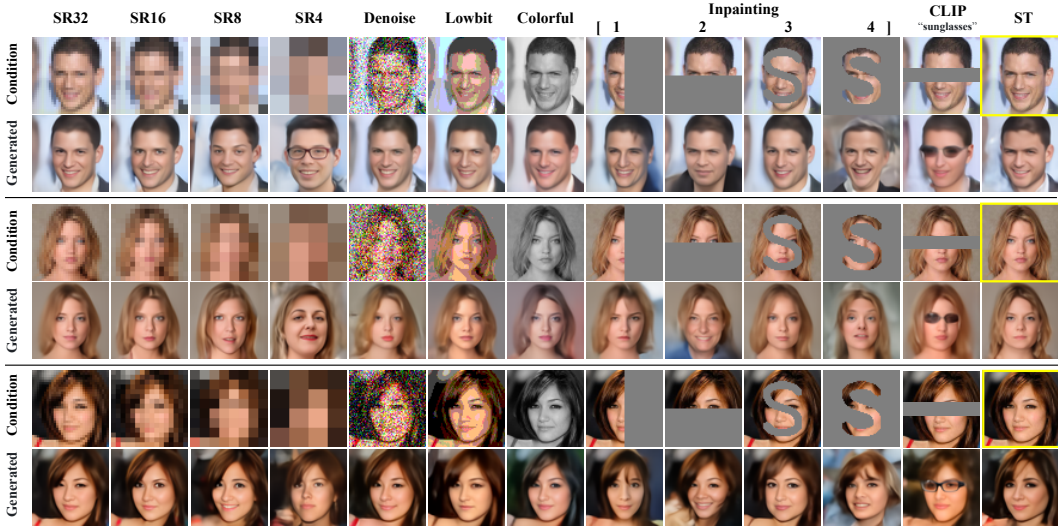 SR32 SR16 SR8 SR4 Denoise Lowbit Colorful Inpainting CLIP ST
[ 1 2 3 4 ] "sunglasses"
Condition
Generated
Condition
Generated
Condition
Generated